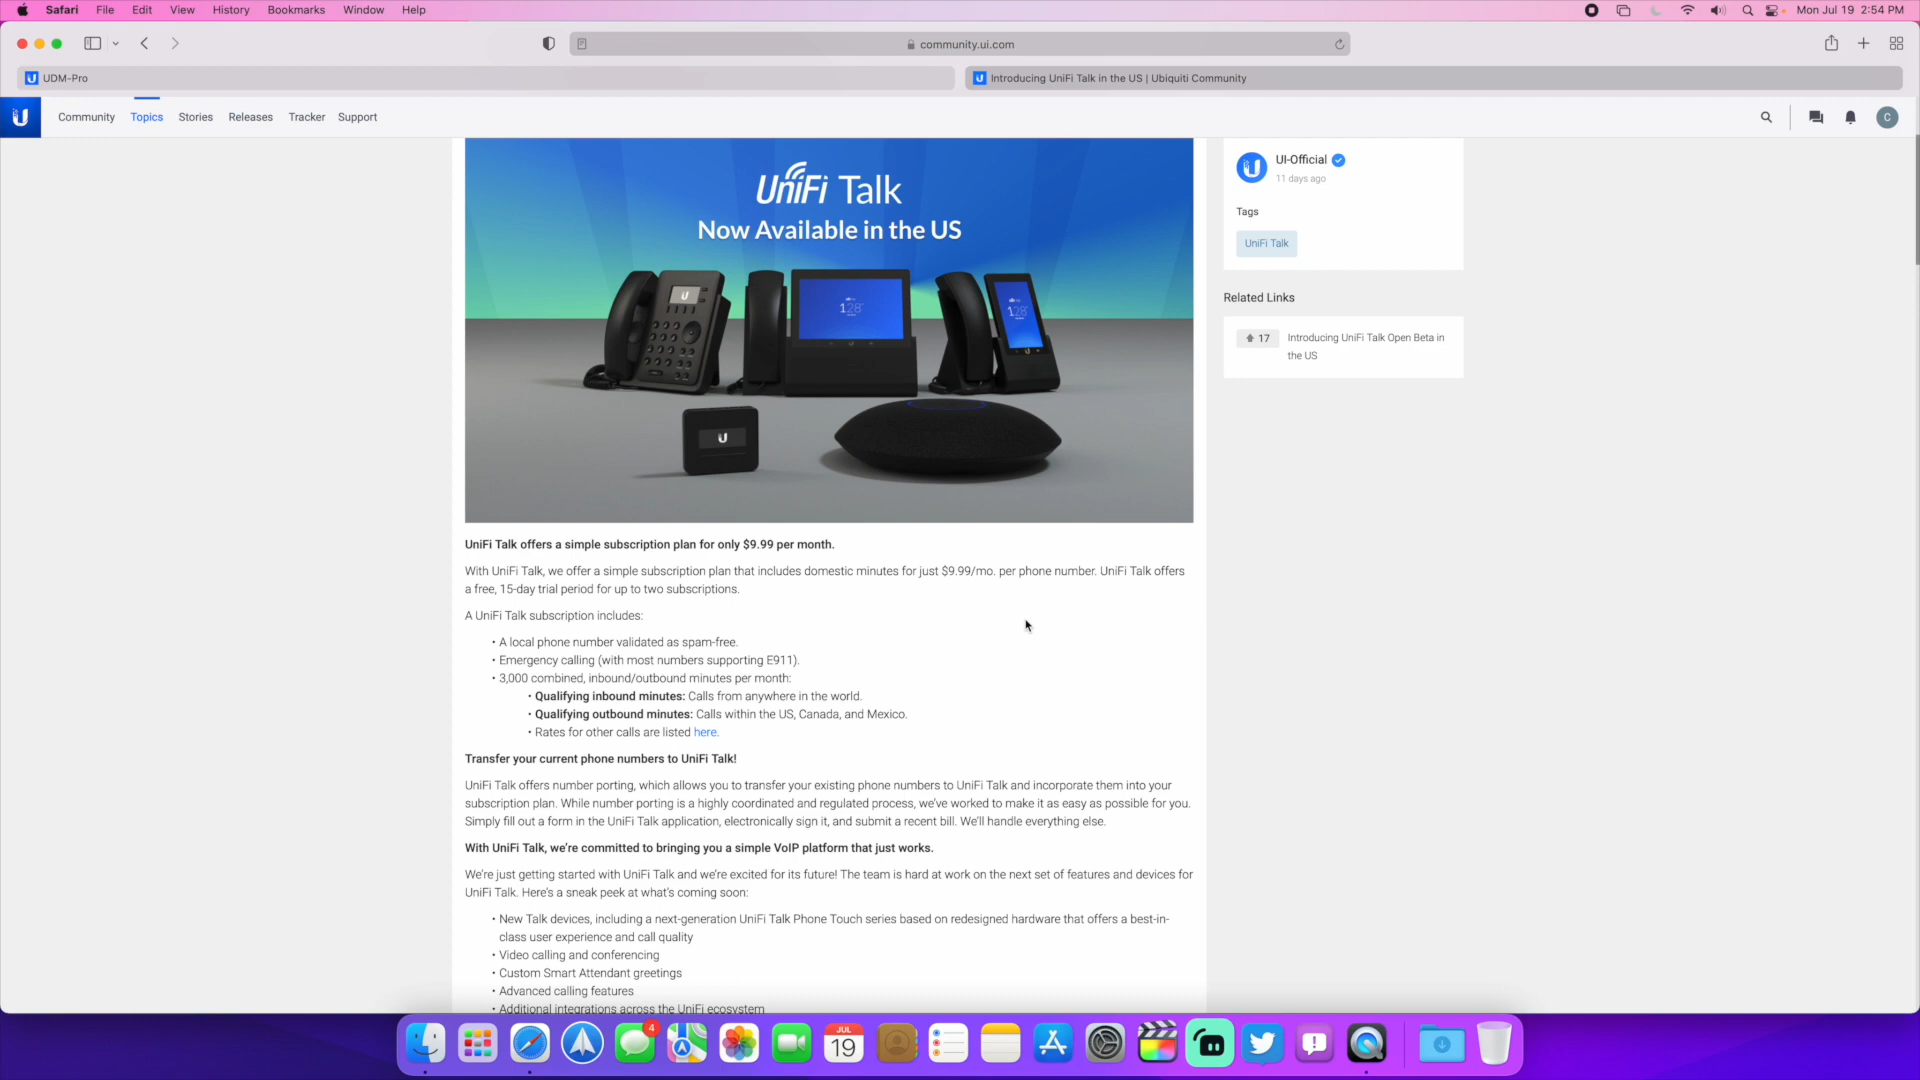 Safari File Edit View History Bookmarks Window Help Mon Jul 19 2:54 PM
community.ui.com
UDM-Pro Introducing UniFi Talk in the US | Ubiquiti Community
Community Topics Stories Releases Tracker Support C
UniFi Talk
Now Available in the US
128
128
UI-Official
11 days ago
Tags
UniFi Talk
Related Links
17 Introducing UniFi Talk Open Beta in
the US
UniFi Talk offers a simple subscription plan for only $9.99 per month.
With UniFi Talk, we offer a simple subscription plan that includes domestic minutes for just $9.99/mo. per phone number. UniFi Talk offers
a free, 15-day trial period for up to two subscriptions.
A UniFi Talk subscription includes:
• A local phone number validated as spam-free.
• Emergency calling (with most numbers supporting E911).
• 3,000 combined, inbound/outbound minutes per month:
• Qualifying inbound minutes: Calls from anywhere in the world.
• Qualifying outbound minutes: Calls within the US, Canada, and Mexico.
• Rates for other calls are listed here.
Transfer your current phone numbers to UniFi Talk!
UniFi Talk offers number porting, which allows you to transfer your existing phone numbers to UniFi Talk and incorporate them into your
subscription plan. While number porting is a highly coordinated and regulated process, we've worked to make it as easy as possible for you.
Simply fill out a form in the UniFi Talk application, electronically sign it, and submit a recent bill. We'll handle everything else.
With UniFi Talk, we're committed to bringing you a simple VoIP platform that just works.
We're just getting started with UniFi Talk and we're excited for its future! The team is hard at work on the next set of features and devices for
UniFi Talk. Here's a sneak peek at what's coming soon:
• New Talk devices, including a next-generation UniFi Talk Phone Touch series based on redesigned hardware that offers a best-in-
class user experience and call quality
• Video calling and conferencing
• Custom Smart Attendant greetings
• Advanced calling features
• Additional integrations across the UniFi ecosystem
4
JUL
19